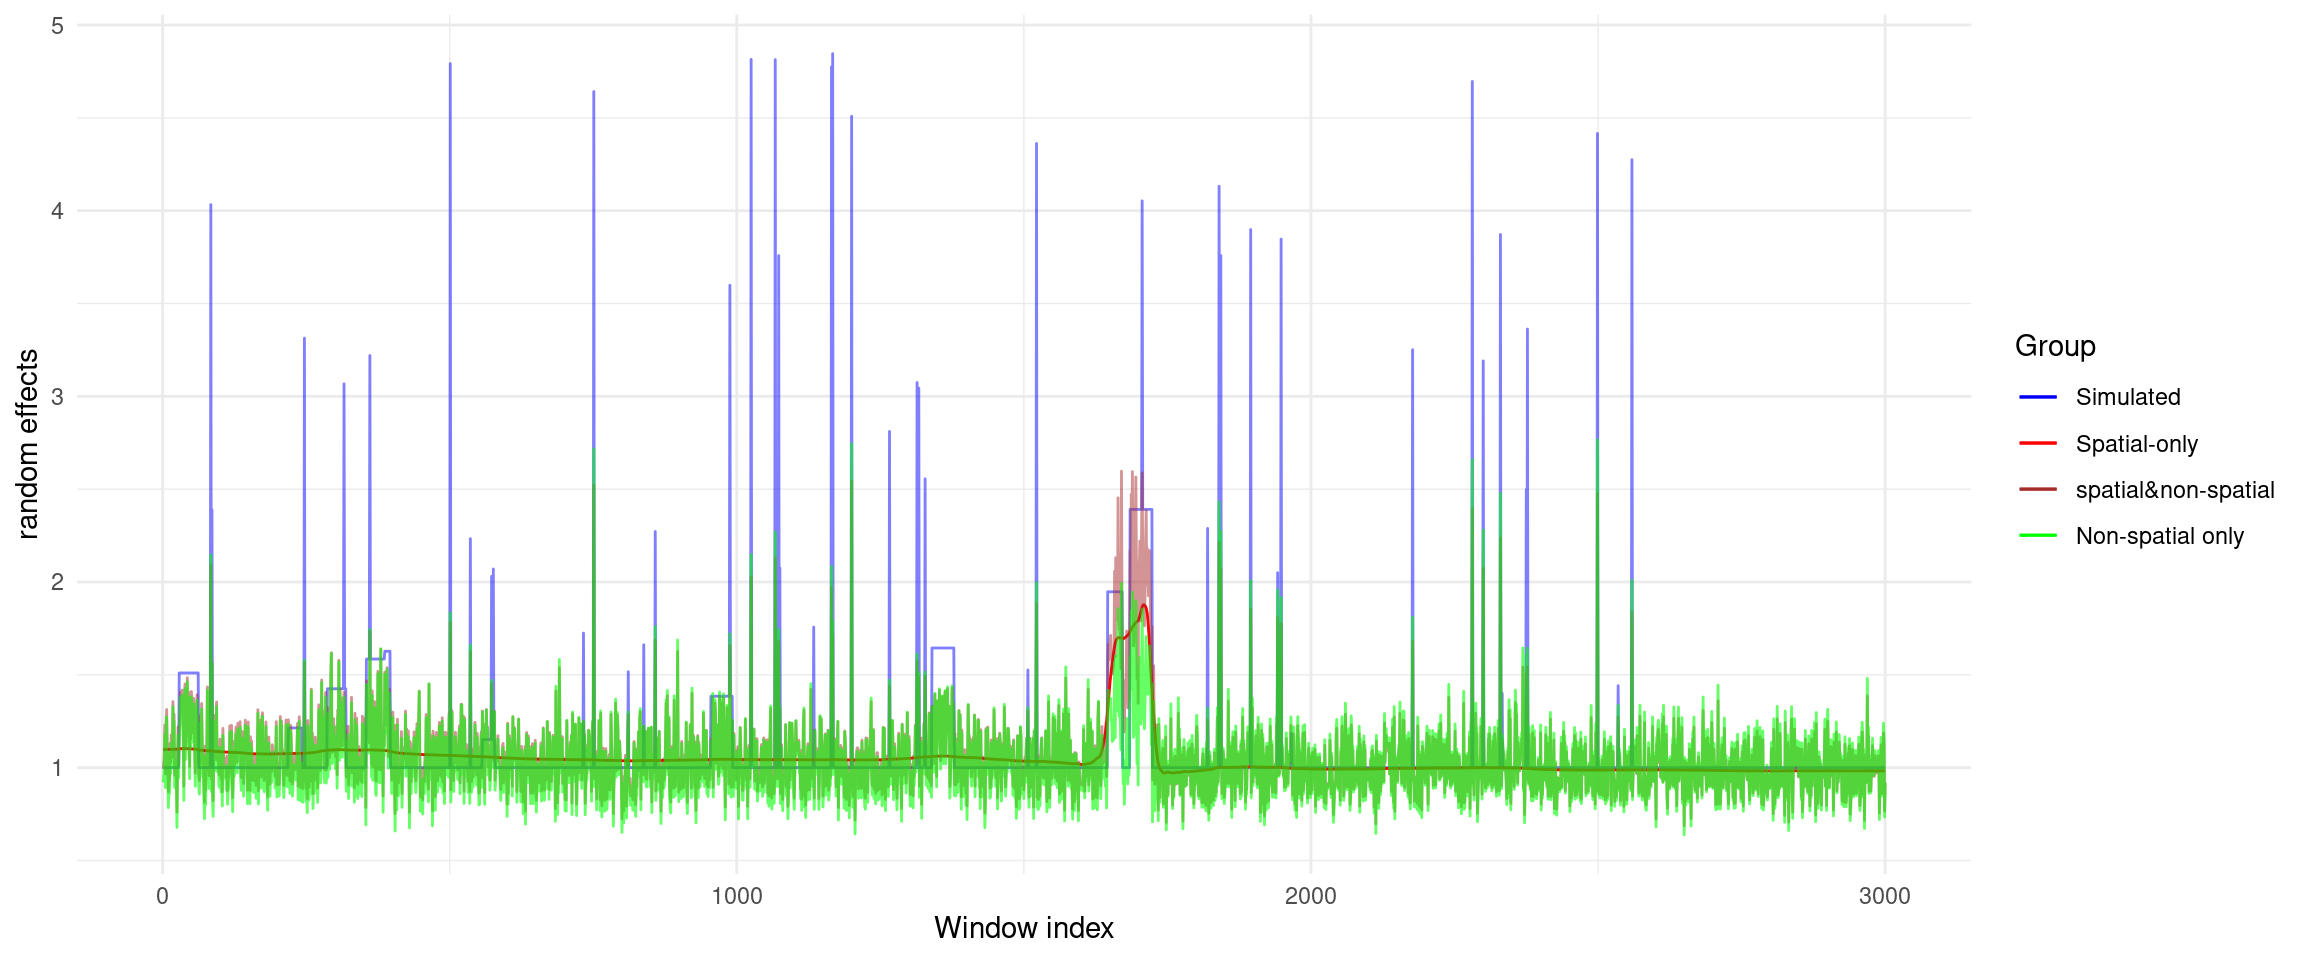 5
4
3
2
1
random effects
0
1000
2000
3000
Window index
Group
Simulated
Spatial-only
spatial&non-spatial
Non-spatial only